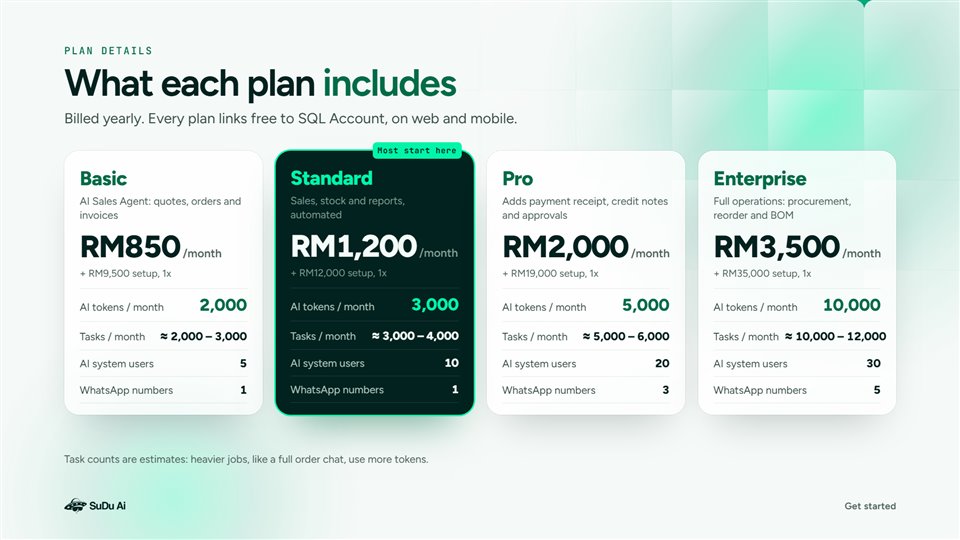 PLAN DETAILS
What each plan includes
Billed yearly. Every plan links free to SQL Account, on web and mobile.
Basic
AI Sales Agent: quotes, orders and
invoices
RM850 /month
+ RM9,500 setup, 1x
AI tokens / month 2,000
Tasks / month ≈ 2,000 – 3,000
AI system users 5
WhatsApp numbers 1
Most start here
Standard
Sales, stock and reports,
automated
RM1,200 /month
+ RM12,000 setup, 1x
AI tokens / month 3,000
Tasks / month ≈ 3,000 – 4,000
AI system users 10
WhatsApp numbers 1
Pro
Adds payment receipt, credit notes
and approvals
RM2,000 /month
+ RM19,000 setup, 1x
AI tokens / month 5,000
Tasks / month ≈ 5,000 – 6,000
AI system users 20
WhatsApp numbers 3
Enterprise
Full operations: procurement,
reorder and BOM
RM3,500 /month
+ RM35,000 setup, 1x
AI tokens / month 10,000
Tasks / month ≈ 10,000 – 12,000
AI system users 30
WhatsApp numbers 5
Task counts are estimates: heavier jobs, like a full order chat, use more tokens.
SuDu Ai
Get started